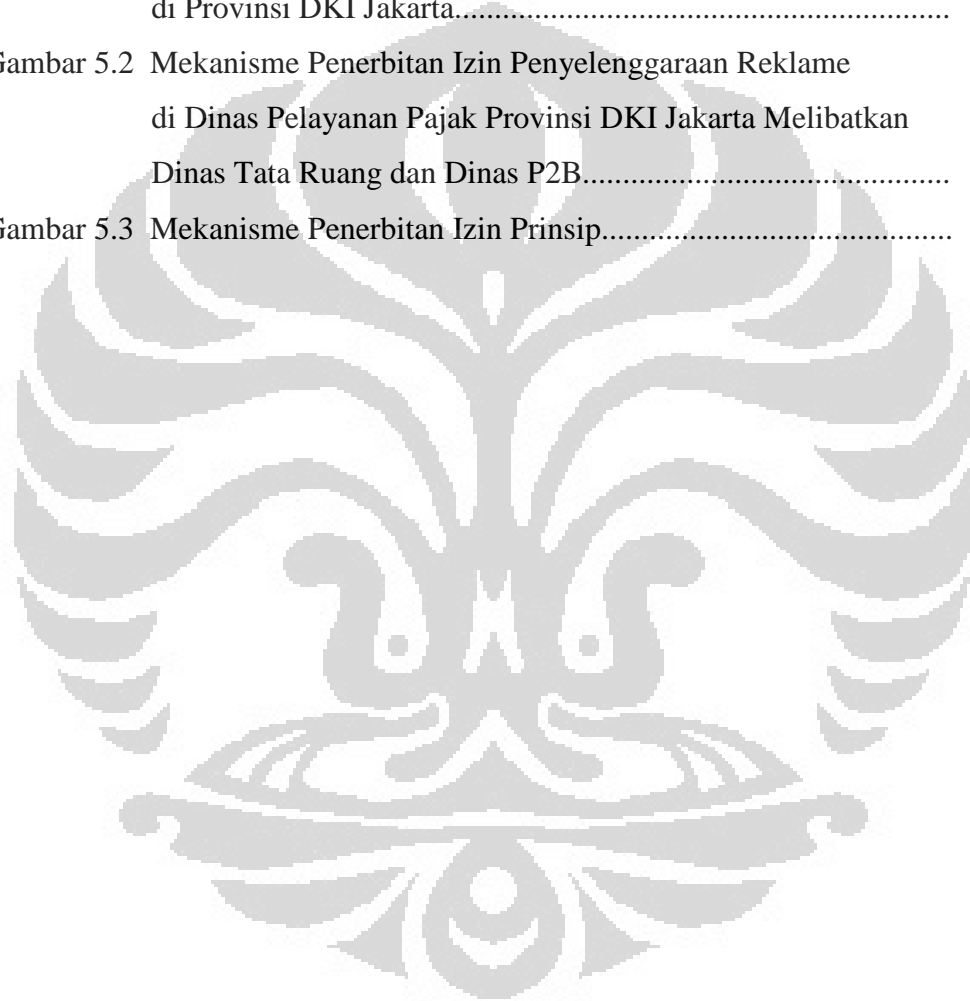 di Provinsi DKI Jakarta.............................................................
Gambar 5.2 Mekanisme Penerbitan Izin Penyelenggaraan Reklame
di Dinas Pelayanan Pajak Provinsi DKI Jakarta Melibatkan
Dinas Tata Ruang dan Dinas P2B.............................................
Gambar 5.3 Mekanisme Penerbitan Izin Prinsip...........................................